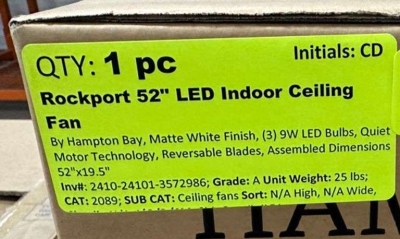 QTY: 1 pc
Initials: CD
Rockport 52" LED Indoor Ceiling
Fan
By Hampton Bay, Matte White Finish, (3) 9W LED Bulbs, Quiet
Motor Technology, Reversable Blades, Assembled Dimensions
52"x19.5"
Inv#: 2410-24101-3572986; Grade: A Unit Weight: 25 lbs;
CAT: 2089; SUB CAT: Ceiling fans Sort: N/A High, N/A Wide,